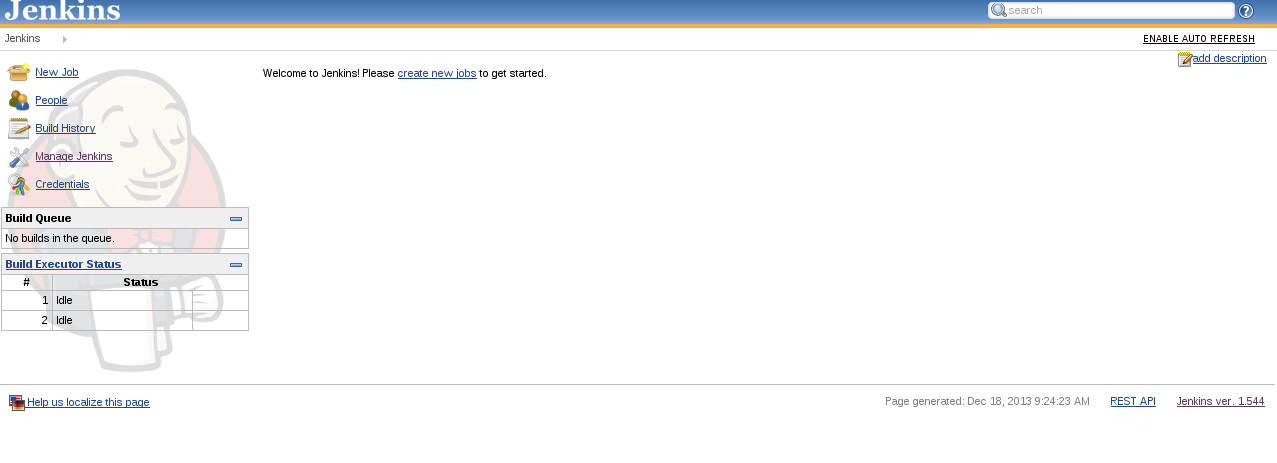 Jenkins
search
Jenkins
ENABLE AUTO REFRESH
add description
New Job
People
Build History
Manage Jenkins
Credentials
Welcome to Jenkins! Please create new jobs to get started.
Build Queue
No builds in the queue.
Build Executor Status
# Status
1 Idle
2 Idle
Help us localize this page
Page generated: Dec 18, 2013 9:24:23 AM REST API Jenkins ver. 1.544